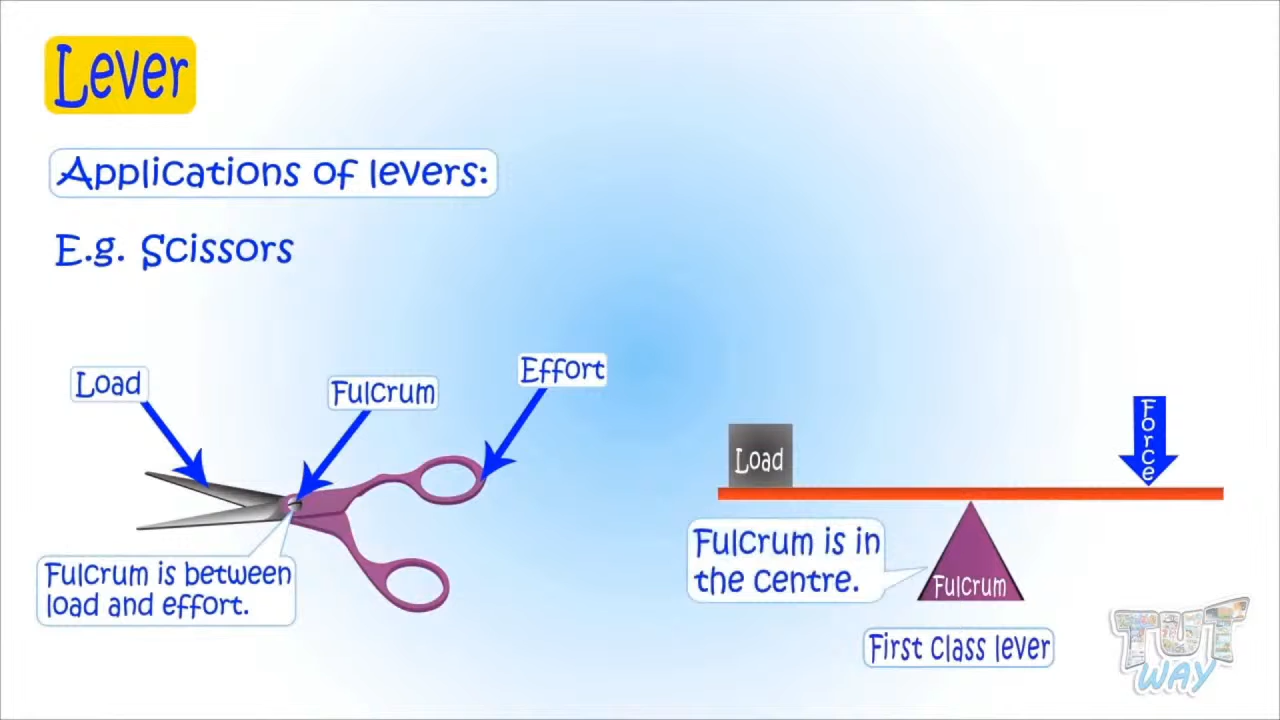 Lever
Applications of levers:
E.g. Scissors
Load
Fulcrum
Effort
Fulcrum is between
load and effort.
Load
Force
Fulcrum is in
the centre.
Fulcrum
First class lever
TUT
WAY